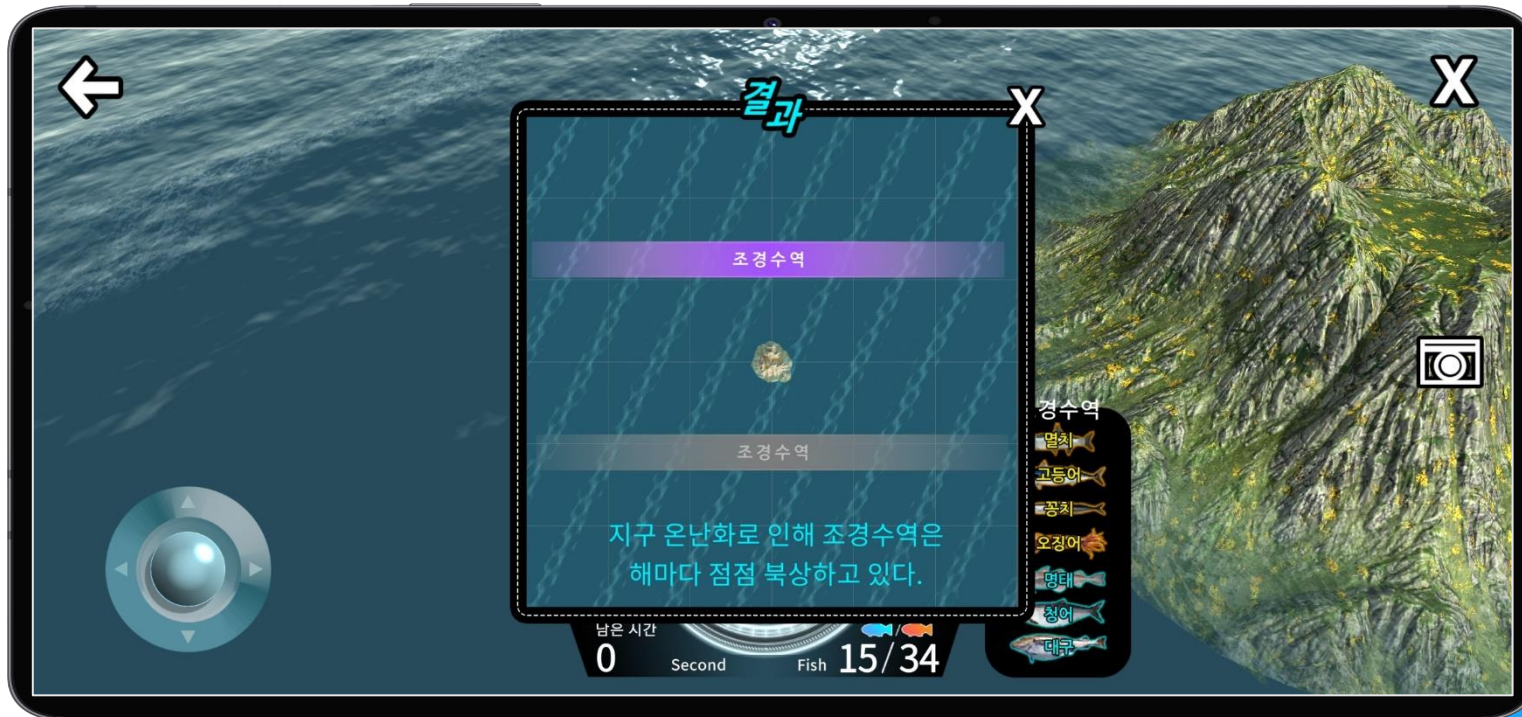 결과
X
X
조경수역
조경수역
지구 온난화로 인해 조경수역은
해마다 점점 북상하고 있다.
경수역
멸치
고등어
꽁치
오징어
명태
청어
대구
남은 시간
0 Second Fish 15/34